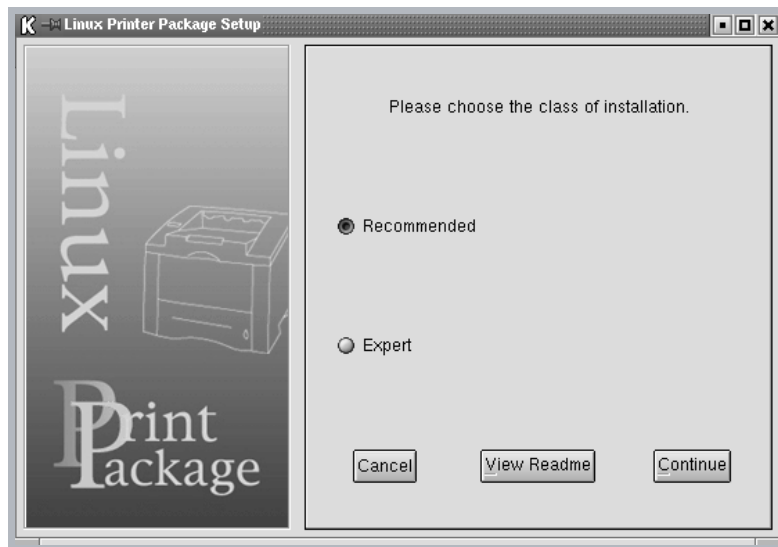 K Linux Printer Package Setup
Linux
Print
Package
Please choose the class of installation.
Recommended
Expert
Cancel View Readme Continue